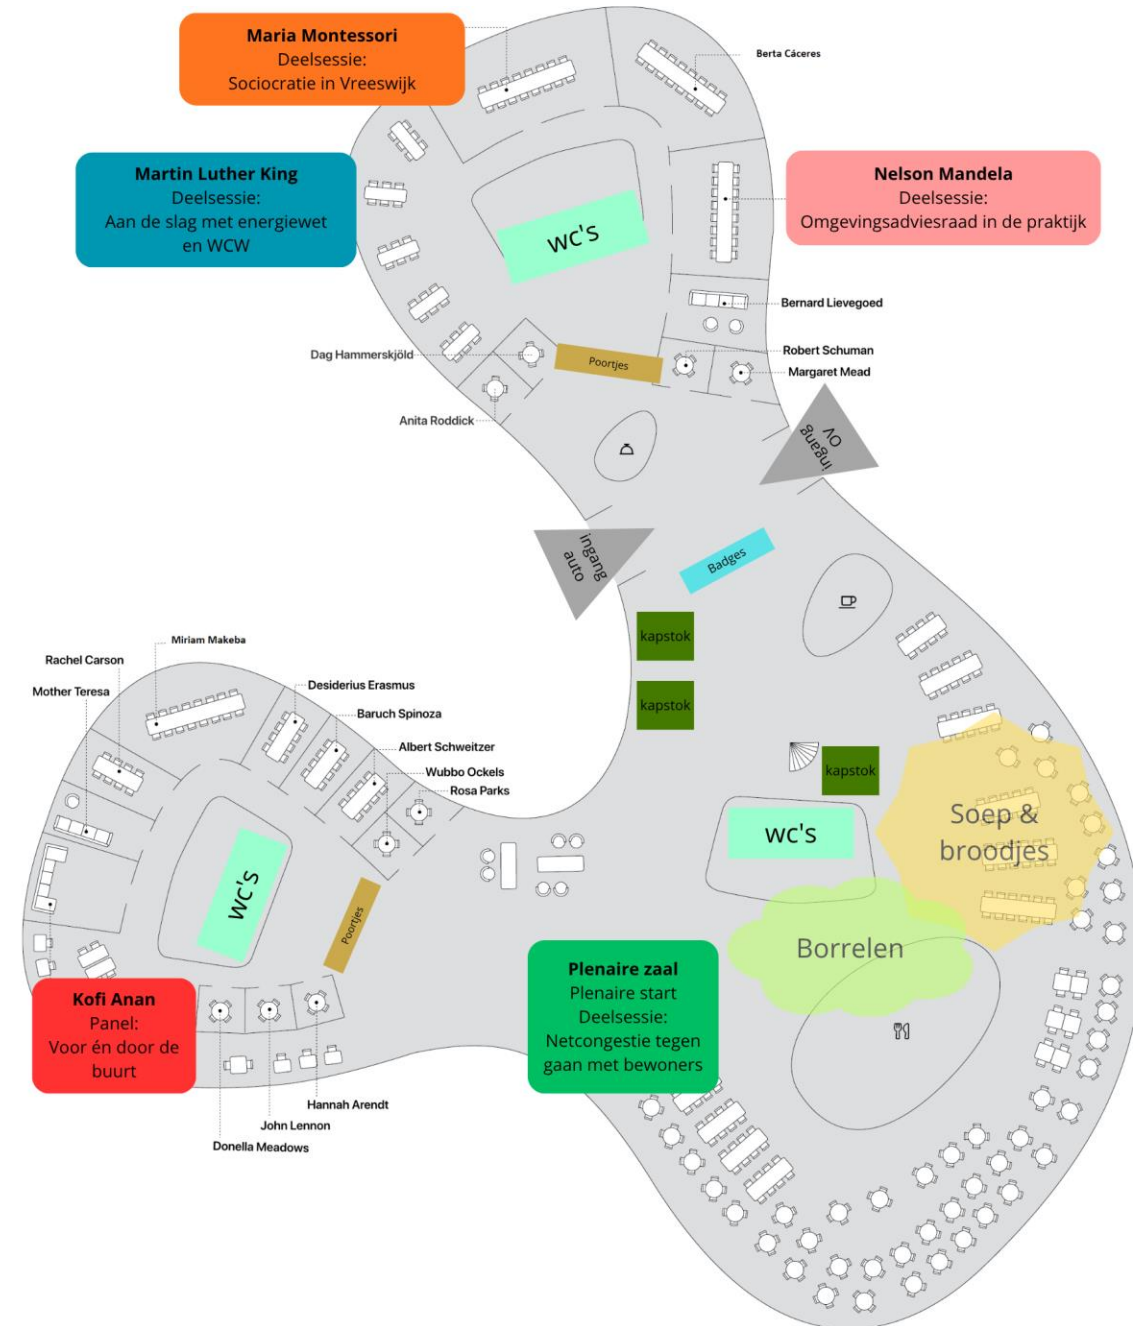 Maria Montessori
Deelsessie:
Sociocratie in Vreeswijk
Berta Cáceres
Martin Luther King
Deelsessie:
Aan de slag met energiewet
en WCW
Nelson Mandela
Deelsessie:
Omgevingsadviesraad in de praktijk
wc's
Bernard Lievegoed
Dag Hammerskjöld
Poortjes
Robert Schuman
Margaret Mead
Anita Roddick
ingang
OV
ingang
auto
Badges
kapstok
kapstok
kapstok
Miriam Makeba
Rachel Carson
Mother Teresa
Desiderius Erasmus
Baruch Spinoza
Albert Schweitzer
Wubbo Ockels
Rosa Parks
wc's
Poortjes
wc's
Soep &
broodjes
Borrelen
Plenaire zaal
Plenaire start
Deelsessie:
Netcongestie tegen
gaan met bewoners
Kofi Anan
Panel:
Voor én door de
buurt
Hannah Arendt
John Lennon
Donella Meadows